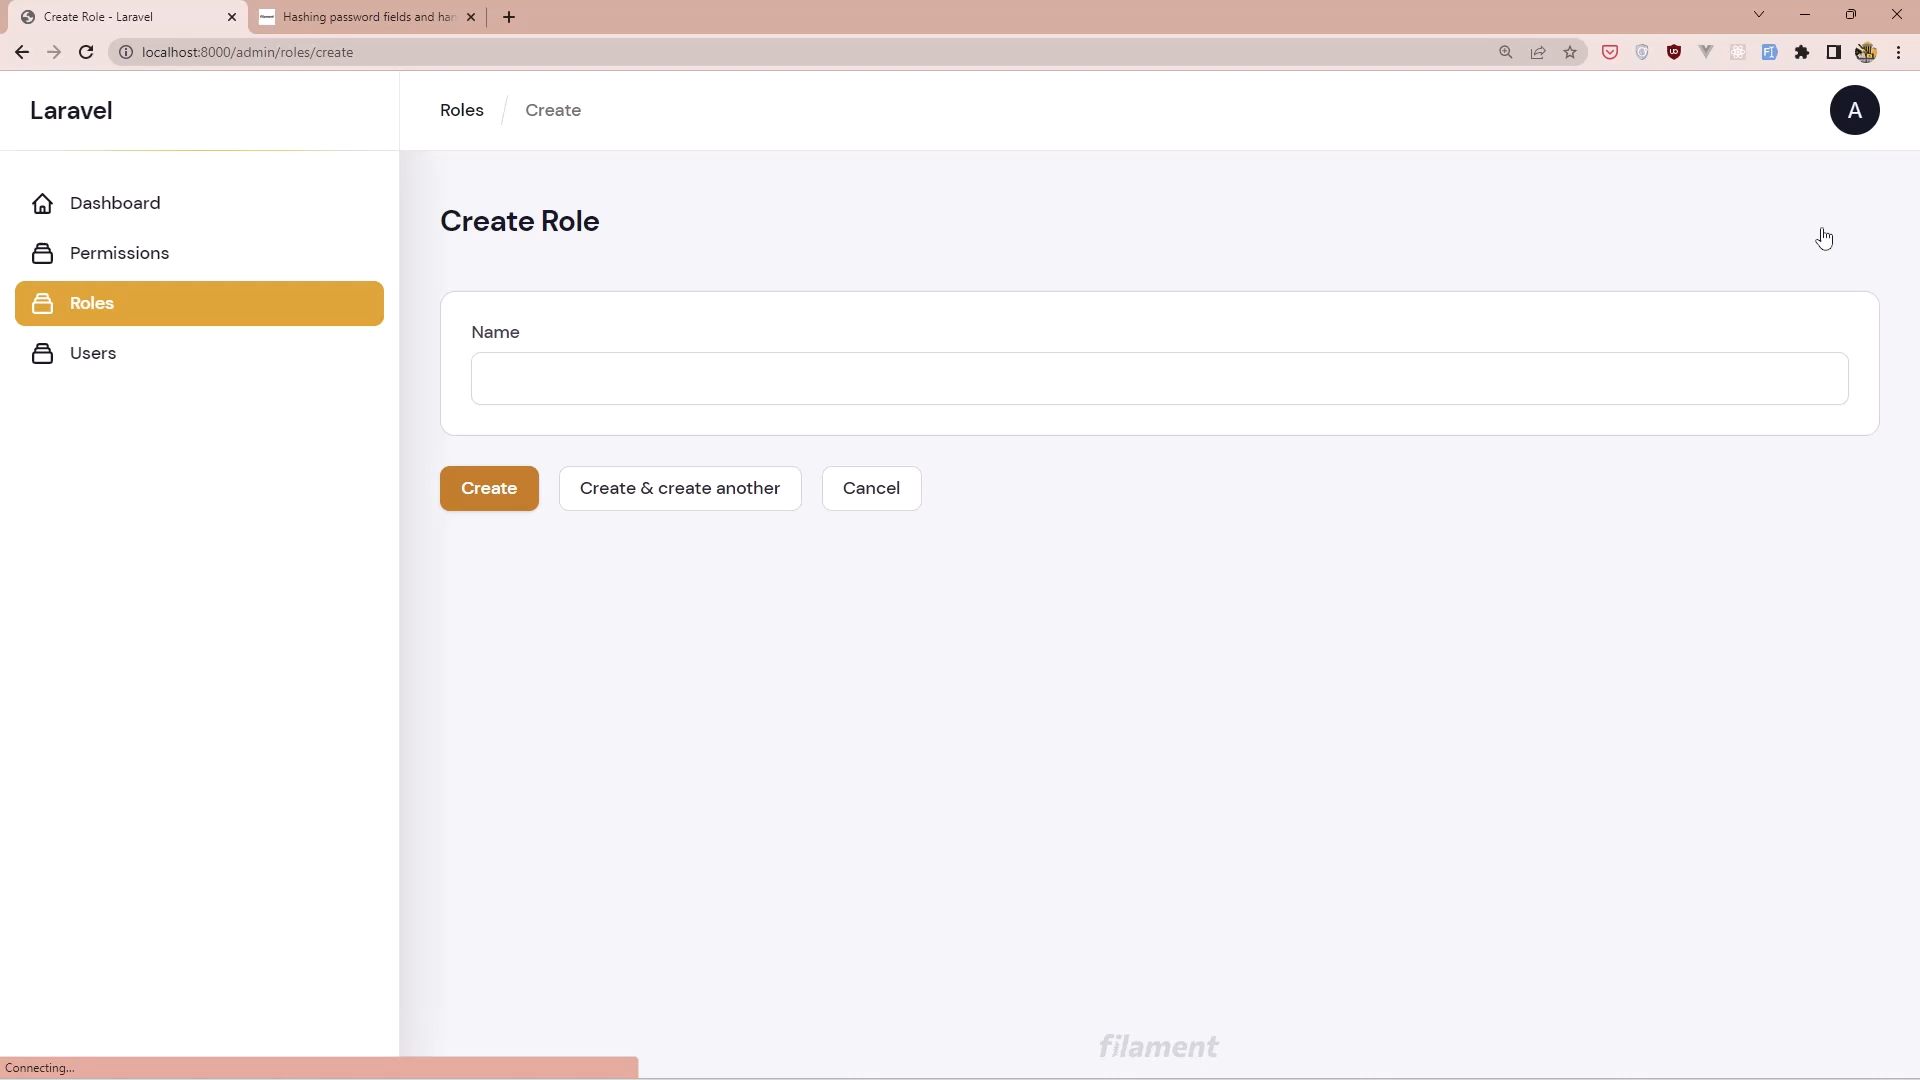 Create Role - Laravel
Hashing password fields and han
localhost:8000/admin/roles/create
Laravel
Roles
Create
A
Dashboard
Permissions
Roles
Users
Create Role
Name
Create
Create & create another
Cancel
filament
Connecting...